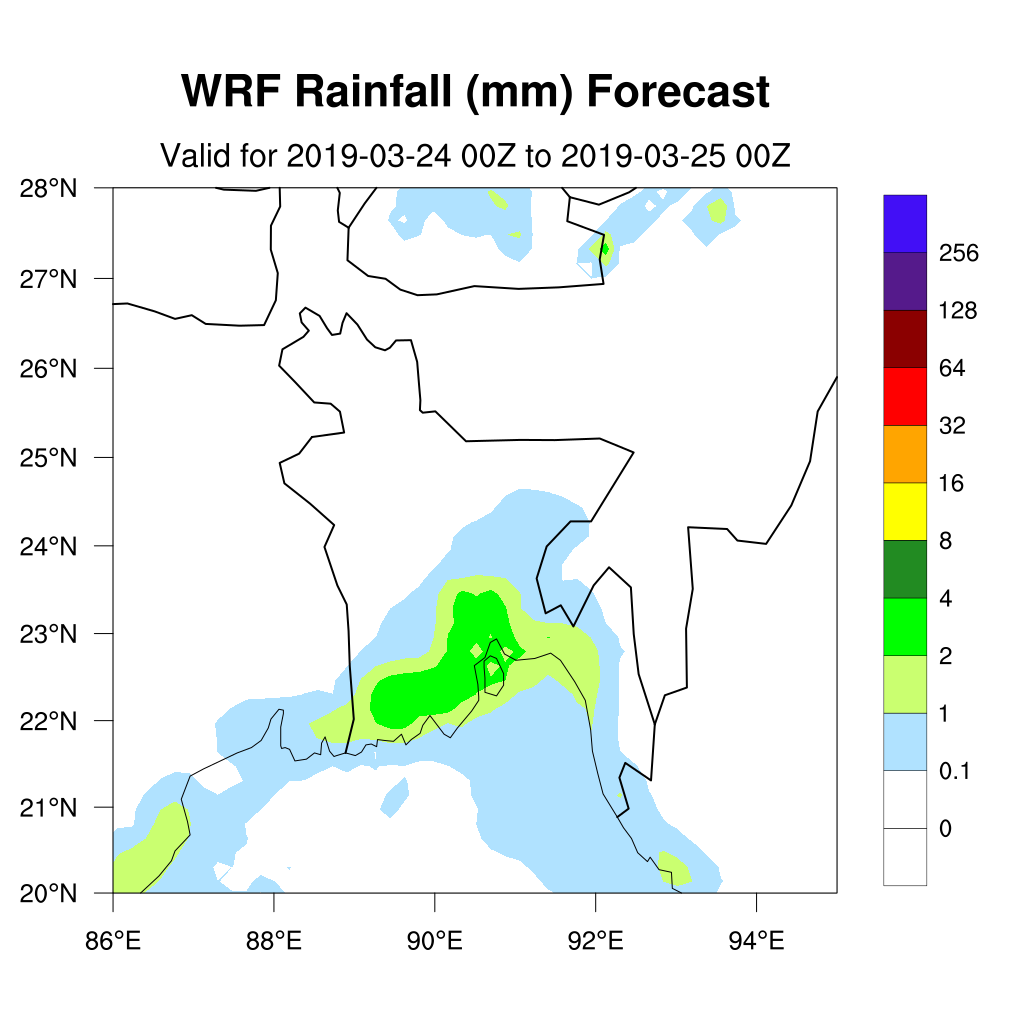 WRF Rainfall (mm) Forecast
Valid for 2019-03-24 00Z to 2019-03-25 00Z
28°N
27°N
26°N
25°N
24°N
23°N
22°N
21°N
20°N
86°E
88°E
90°E
92°E
94°E
256
128
64
32
16
8
4
2
1
0.1
0